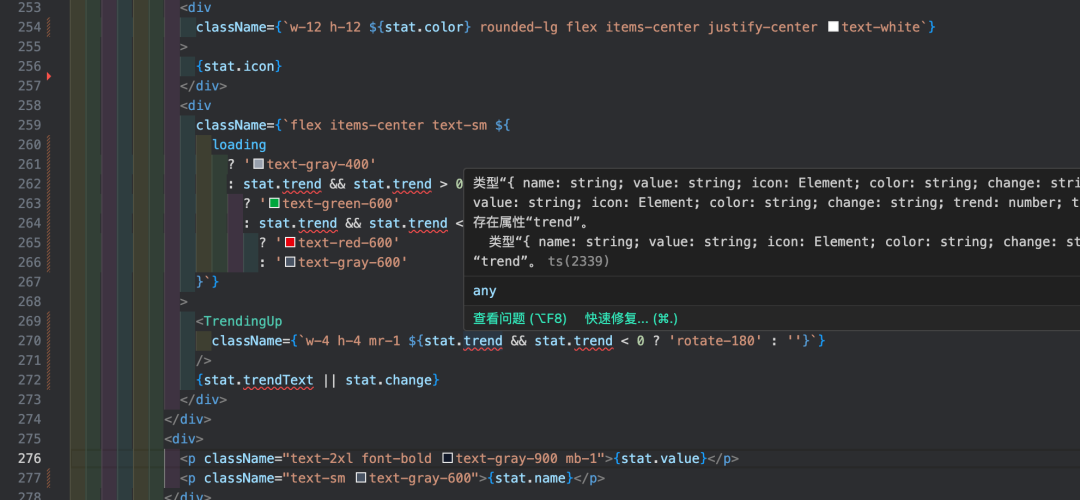 253 <div
254 className={`w-12 h-12 ${stat.color} rounded-lg flex items-center justify-center text-white`}
255 >
256 {stat.icon}
257 </div>
258 <div
259 className={`flex items-center text-sm ${
260 loading
261 ? 'text-gray-400'
262 : stat.trend && stat.trend > 0
263 ? 'text-green-600'
264 : stat.trend && stat.trend <
265 ? 'text-red-600'
266 : 'text-gray-600'
267 }`}
268 >
269 <TrendingUp
270 className={`w-4 h-4 mr-1 ${stat.trend && stat.trend < 0 ? 'rotate-180' : ''}`}
271 />
272 {stat.trendText || stat.change}
273 </div>
274 </div>
275 <div>
276 <p className="text-2xl font-bold text-gray-900 mb-1">{stat.value}</p>
277 <p className="text-sm text-gray-600">{stat.name}</p>
278 </div>
类型“{ name: string; value: string; icon: Element; color: string; change: stri
value: string; icon: Element; color: string; change: string; trend: number; t
存在属性“trend”。
类型“{ name: string; value: string; icon: Element; color: string; change: st
“trend”。 ts(2339)
any
查看问题 (⌥F8) 快速修复... (⌘.)